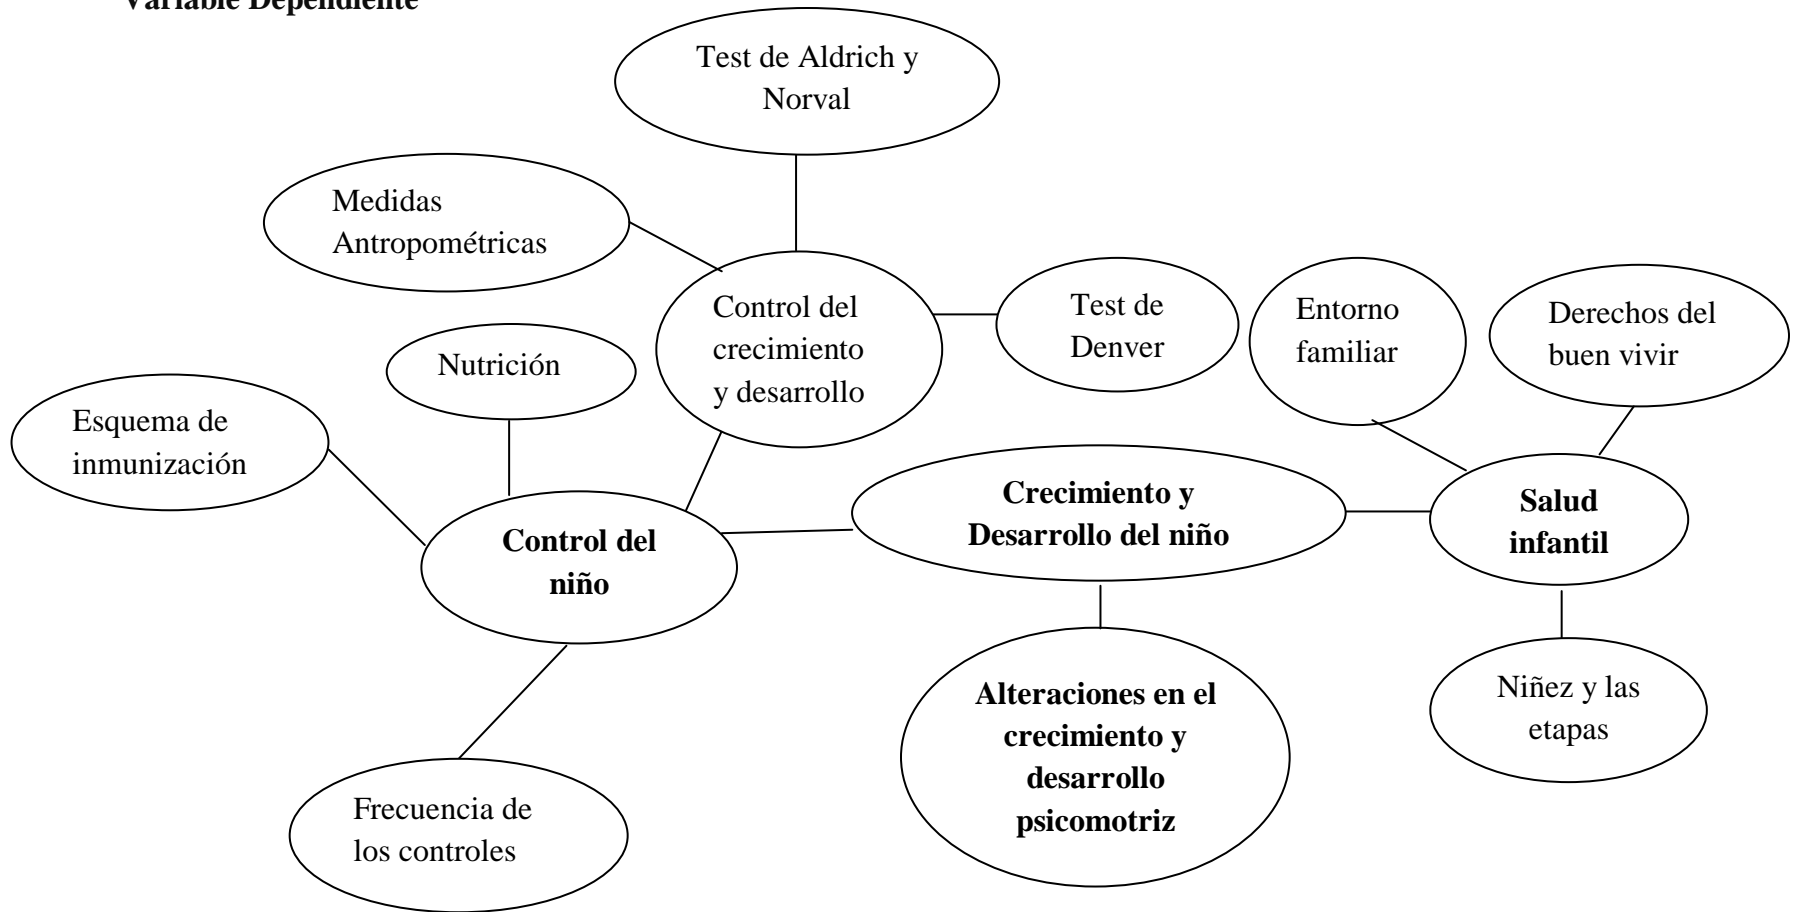 Variable Dependiente
Test de Aldrich y
Norval
Medidas
Antropométricas
Control del
crecimiento
y desarrollo
Test de
Denver
Entorno
familiar
Derechos del
buen vivir
Nutrición
Esquema de
inmunización
Crecimiento y
Desarrollo del niño
Salud
infantil
Control del
niño
Alteraciones en el
crecimiento y
desarrollo
psicomotriz
Niñez y las
etapas
Frecuencia de
los controles